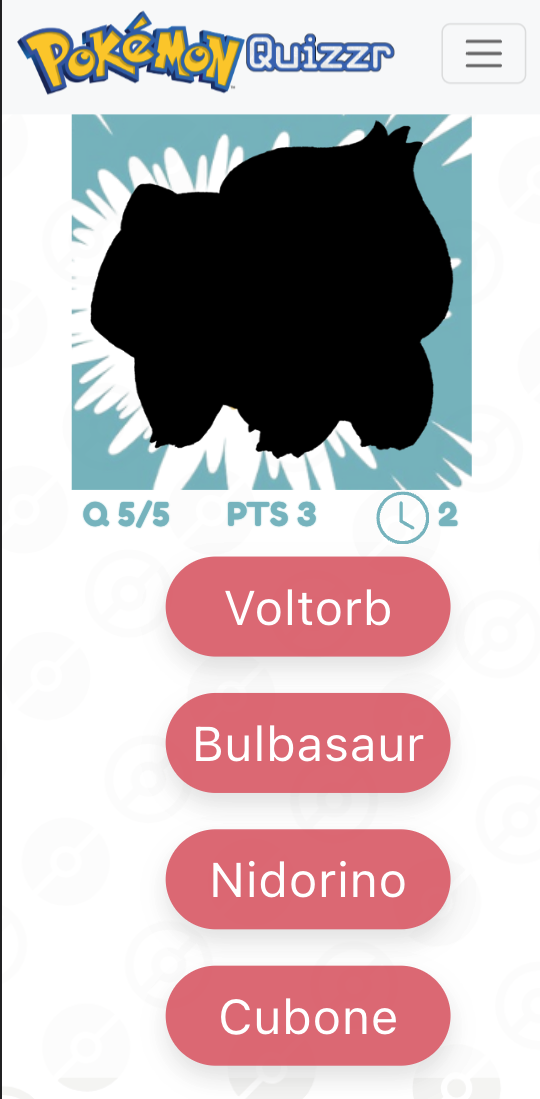 POKéMON Quizzr
Q 5/5 PTS 3 2
Voltorb
Bulbasaur
Nidorino
Cubone